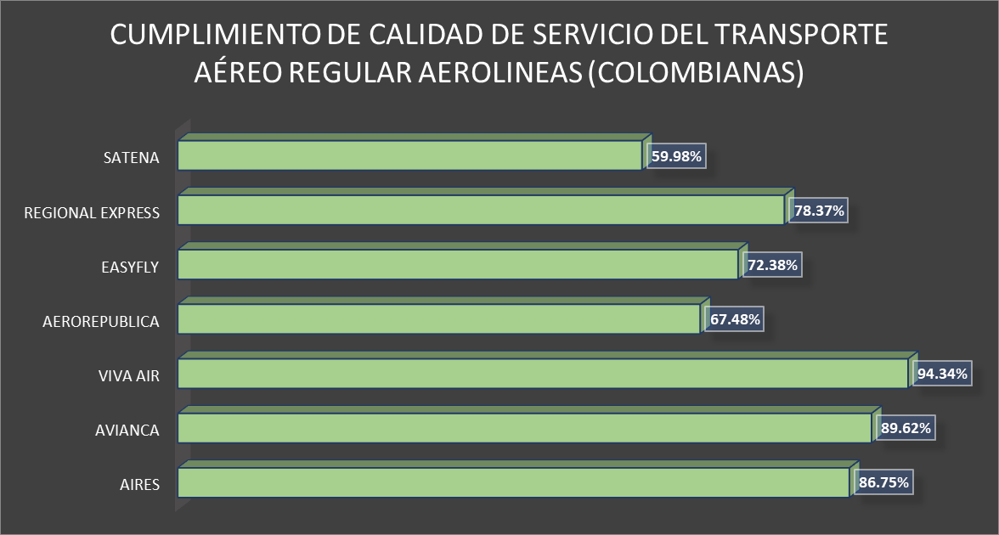 CUMPLIMIENTO DE CALIDAD DE SERVICIO DEL TRANSPORTE
AÉREO REGULAR AEROLINEAS (COLOMBIANAS)
SATENA 59.98%
REGIONAL EXPRESS 78.37%
EASYFLY 72.38%
AEROREPUBLICA 67.48%
VIVA AIR 94.34%
AVIANCA 89.62%
AIRES 86.75%